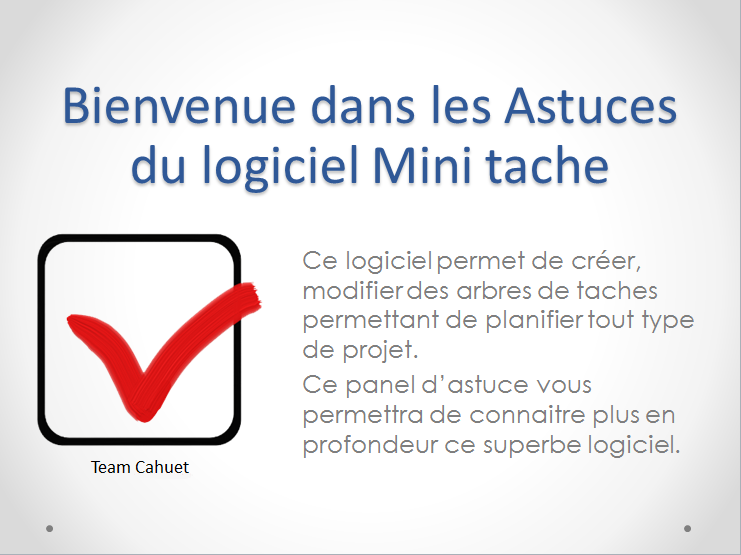 Bienvenue dans les Astuces
du logiciel Mini tache
Ce logiciel permet de créer,
modifier des arbres de taches
permettant de planifier tout type
de projet.
Ce panel d’astuce vous
permettra de connaitre plus en
profondeur ce superbe logiciel.
Team Cahuet